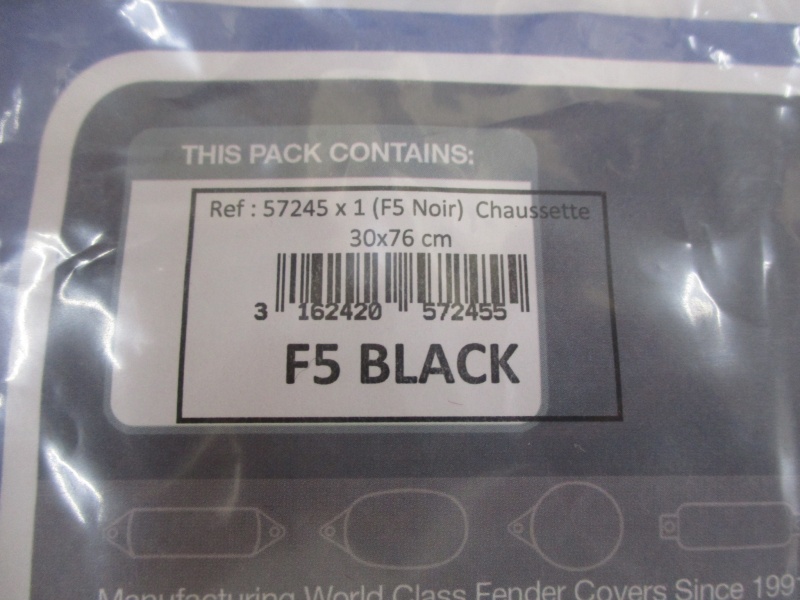 THIS PACK CONTAINS:
Ref : 57245 x 1 (F5 Noir) Chaussette
30x76 cm
3 162420 572455
F5 BLACK
Manufacturing World Class Fender Covers Since 1991